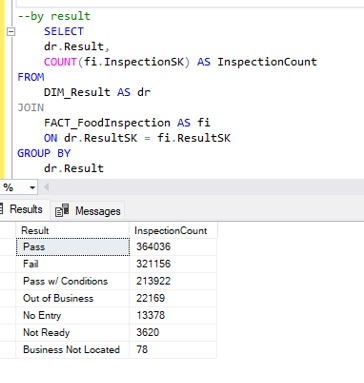 --by result
SELECT
dr.Result,
COUNT(fi.InspectionSK) AS InspectionCount
FROM
DIM_Result AS dr
JOIN
FACT_FoodInspection AS fi
ON dr.ResultSK = fi.ResultSK
GROUP BY
dr.Result
%
Results Messages
Result InspectionCount
Pass 364036
Fail 321156
Pass w/ Conditions 213922
Out of Business 22169
No Entry 13378
Not Ready 3620
Business Not Located 78